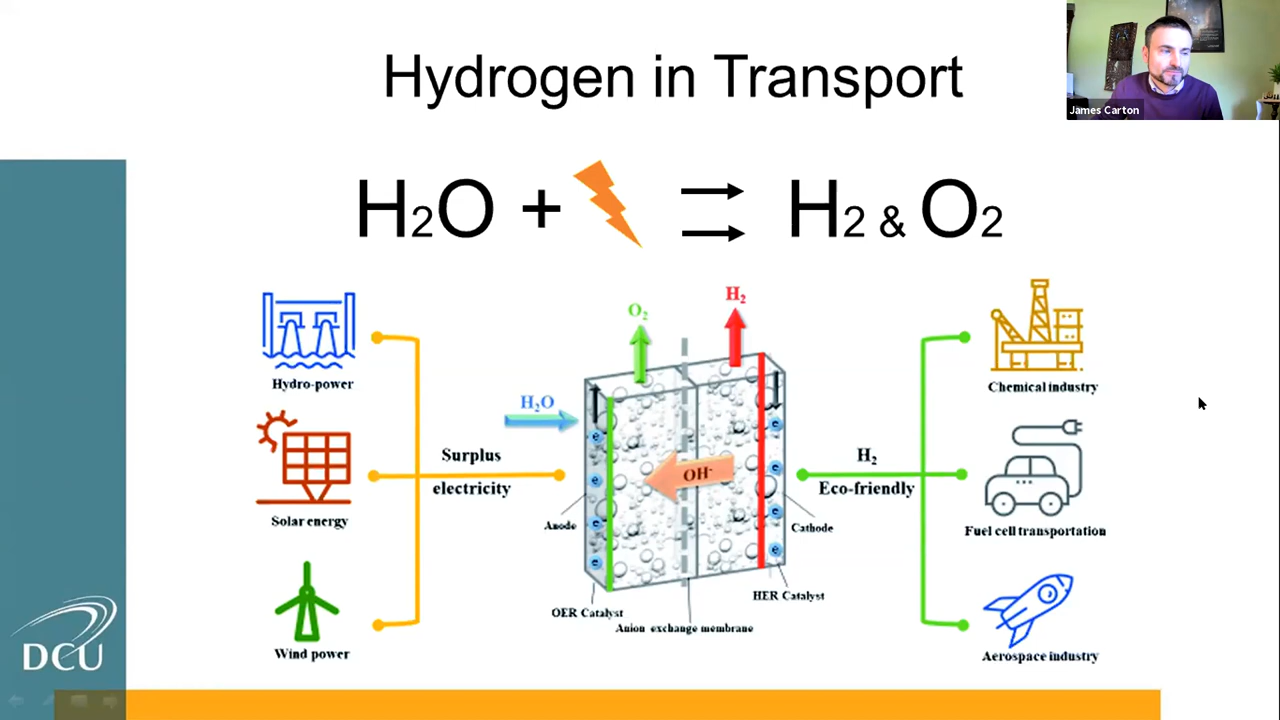 Hydrogen in Transport
James Carton
H2O + H2 & O2
O2
H2
Hydro-power
H2O
Chemical industry
Surplus
electricity
OH-
H2
Eco-friendly
Solar energy
Anode
Cathode
Fuel cell transportation
OER Catalyst
HER Catalyst
Anion exchange membrane
Wind power
Aerospace industry
e
e
e
e
e
e
e
e
DCU